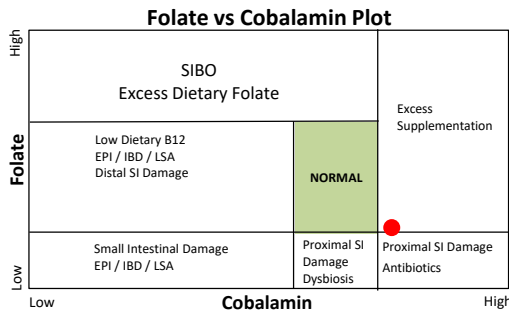 Folate vs Cobalamin Plot
High
SIBO
Excess Dietary Folate
Excess
Supplementation
Folate
Low Dietary B12
EPI / IBD / LSA
Distal SI Damage
NORMAL
Small Intestinal Damage
EPI / IBD / LSA
Proximal SI
Damage
Dysbiosis
Proximal SI Damage
Antibiotics
Low
Low
Cobalamin
High